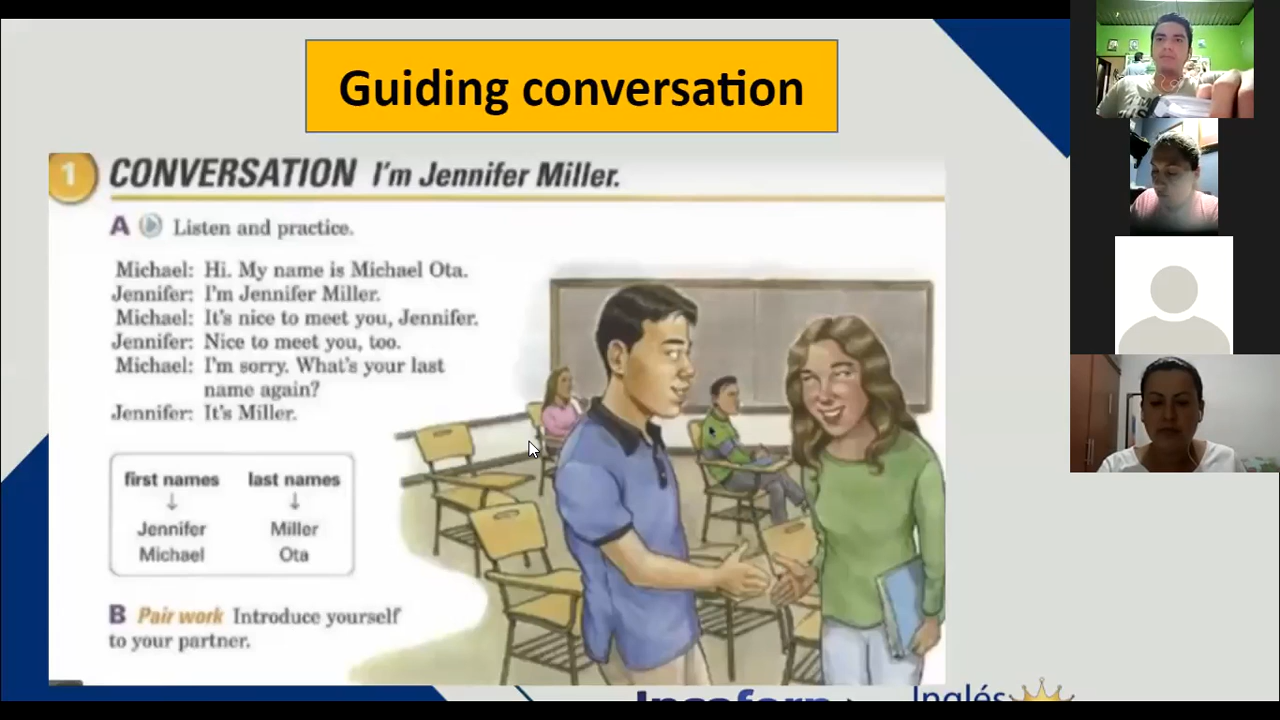 Guiding conversation
1 CONVERSATION I'm Jennifer Miller.
A Listen and practice.
Michael: Hi. My name is Michael Ota.
Jennifer: I'm Jennifer Miller.
Michael: It's nice to meet you, Jennifer.
Jennifer: Nice to meet you, too.
Michael: I'm sorry. What's your last
name again?
Jennifer: It's Miller.
first names last names
Jennifer Miller
Michael Ota
B Pair work Introduce yourself
to your partner.
Inglés